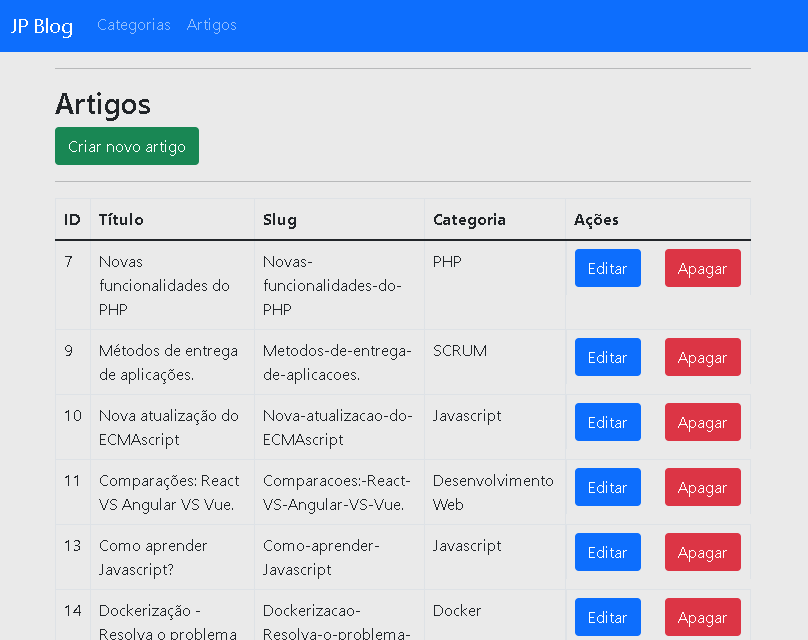 JP Blog Categorias Artigos
Artigos
Criar novo artigo
ID Título Slug Categoria Ações
7 Novas Novas- PHP Editar Apagar
funcionalidades do funcionalidades-do-
PHP PHP
9 Métodos de entrega Metodos-de-entrega- SCRUM Editar Apagar
de aplicações. de-aplicacoes.
10 Nova atualização do Nova-atualizacao-do- Javascript Editar Apagar
ECMAscript ECMAscript
11 Comparações: React Comparacoes:-React- Desenvolvimento Editar Apagar
VS Angular VS Vue. VS-Angular-VS-Vue. Web
13 Como aprender Como-aprender- Javascript Editar Apagar
Javascript? Javascript
14 Dockerização - Dockerizacao- Docker Editar Apagar
Resolva o problema Resolva-o-problema-